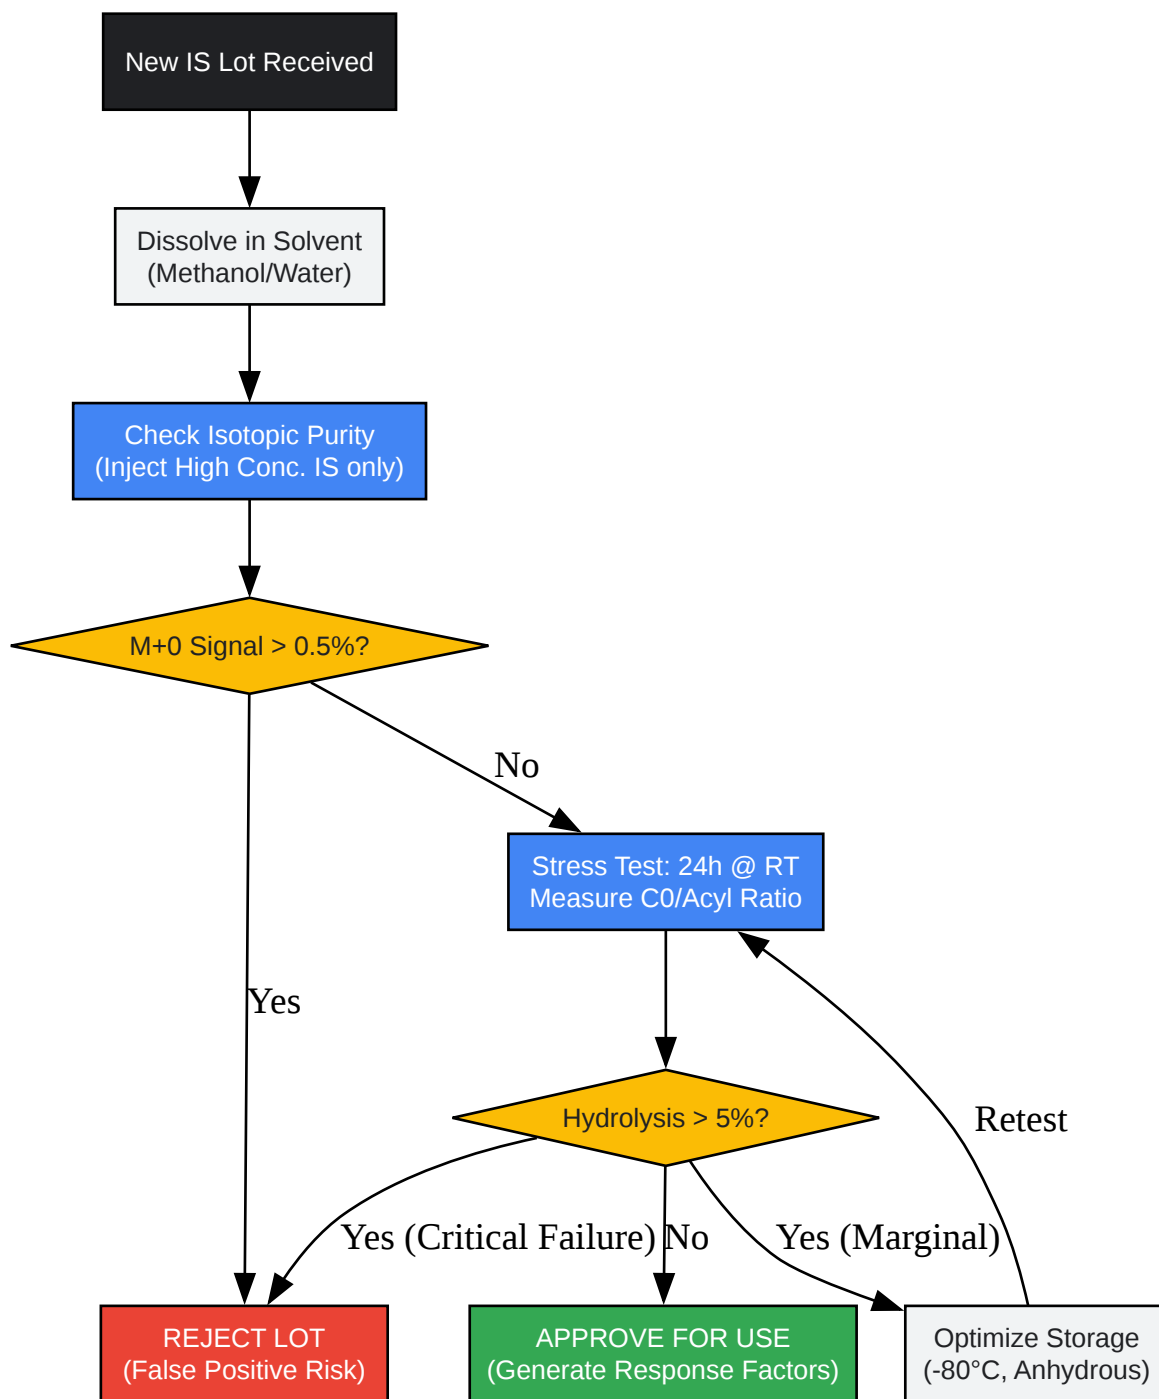 New IS Lot Received
Dissolve in Solvent
(Methanol/Water)
Check Isotopic Purity
(Inject High Conc. IS only)
M+0 Signal > 0.5%?
No
Stress Test: 24h @ RT
Measure C0/Acyl Ratio
Yes
Hydrolysis > 5%?
Retest
Yes (Critical Failure)
No
Yes (Marginal)
REJECT LOT
(False Positive Risk)
APPROVE FOR USE
(Generate Response Factors)
Optimize Storage
(-80°C, Anhydrous)